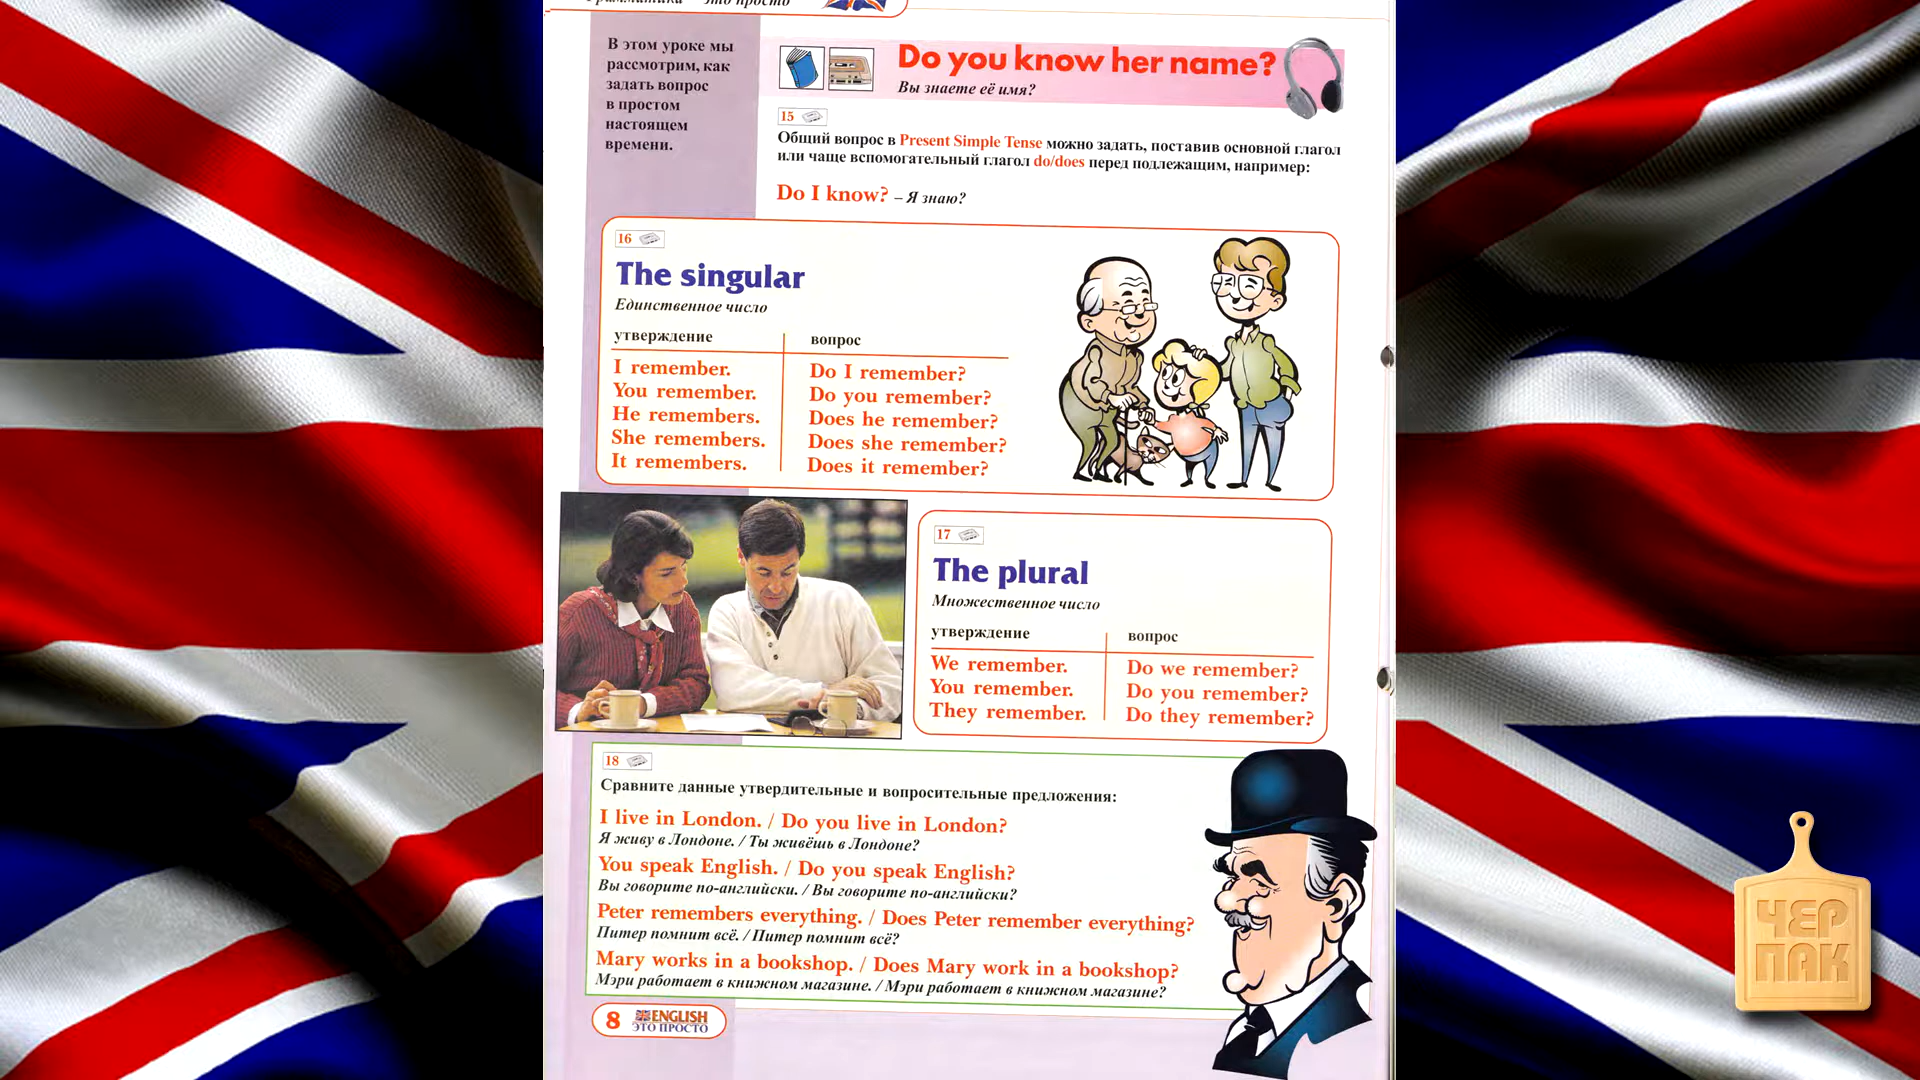 Грамматика – это просто
В этом уроке мы
рассмотрим, как
задать вопрос
в простом
настоящем
времени.
Do you know her name?
Вы знаете её имя?
15
Общий вопрос в Present Simple Tense можно задать, поставив основной глагол
или чаще вспомогательный глагол do/does перед подлежащим, например:
Do I know? – Я знаю?
16
The singular
Единственное число
утверждение вопрос
I remember. Do I remember?
You remember. Do you remember?
He remembers. Does he remember?
She remembers. Does she remember?
It remembers. Does it remember?
17
The plural
Множественное число
утверждение вопрос
We remember. Do we remember?
You remember. Do you remember?
They remember. Do they remember?
18
Сравните данные утвердительные и вопросительные предложения:
I live in London. / Do you live in London?
Я живу в Лондоне. / Ты живёшь в Лондоне?
You speak English. / Do you speak English?
Вы говорите по-английски. / Вы говорите по-английски?
Peter remembers everything. / Does Peter remember everything?
Питер помнит всё. / Питер помнит всё?
Mary works in a bookshop. / Does Mary work in a bookshop?
Мэри работает в книжном магазине. / Мэри работает в книжном магазине?
8 ENGLISH
ЭТО ПРОСТО
ЧЕР
ПАК